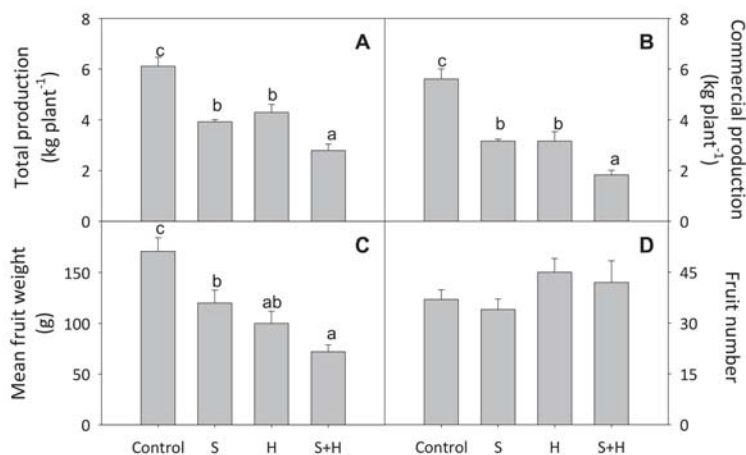 Total production
(kg plant⁻¹)
8
6
4
2
0
A
c
b
b
a
B
c
b
b
a
8
6
4
2
0
Commercial production
(kg plant⁻¹)
Mean fruit weight
(g)
150
100
50
0
C
c
b
ab
a
D
45
30
15
0
Fruit number
Control S H S+H
Control S H S+H